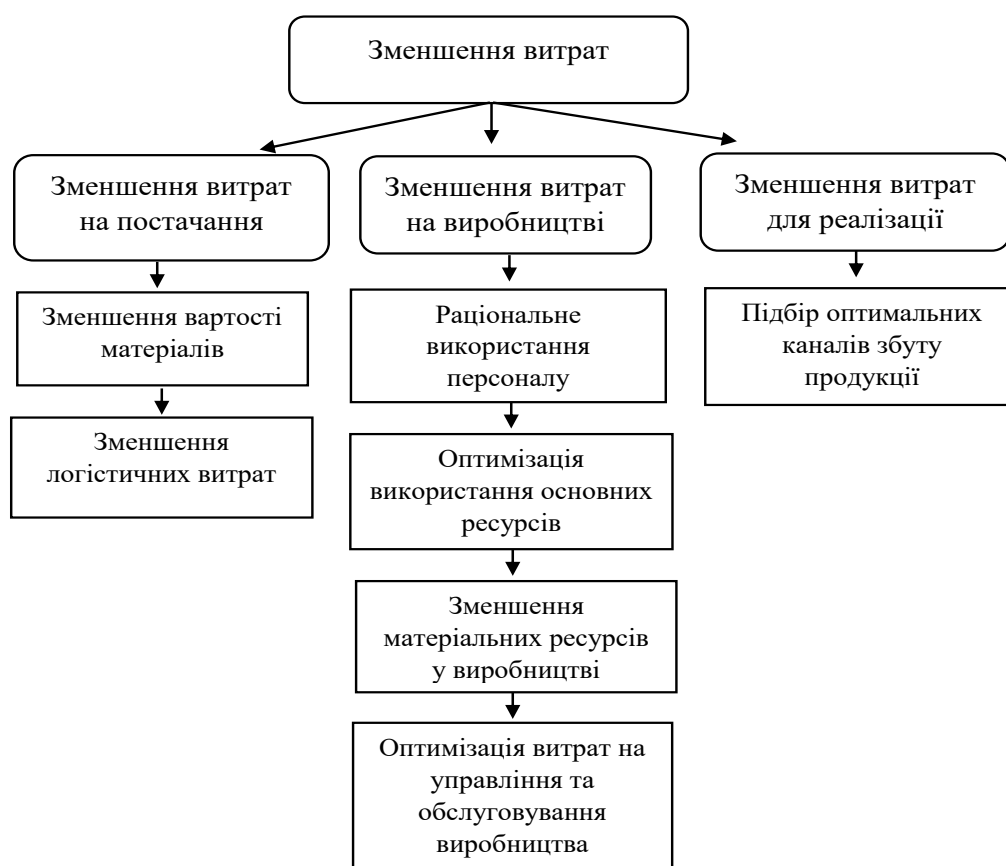 Зменшення витрат
Зменшення витрат
на постачання
Зменшення витрат
на виробництві
Зменшення витрат
для реалізації
Зменшення вартості
матеріалів
Зменшення
логістичних витрат
Раціональне
використання
персоналу
Оптимізація
використання основних
ресурсів
Зменшення
матеріальних ресурсів
у виробництві
Оптимізація витрат на
управління та
обслуговування
виробництва
Підбір оптимальних
каналів збуту
продукції